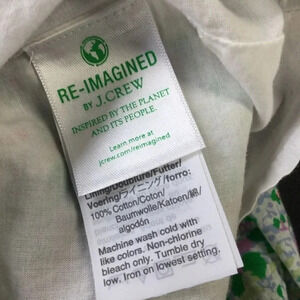 RE-IMAGINED
BY J.CREW
INSPIRED BY THE PLANET
AND ITS PEOPLE.
Learn more at
jcrew.com/reimagined
Lining/Doublure/Futter/
Voering/ライニング/forro:
100% Cotton/Coton/
Baumwolle/Katoen/綿/
algodón
Machine wash cold with
like colors. Non-chlorine
bleach only. Tumble dry
low, Iron on lowest setting.